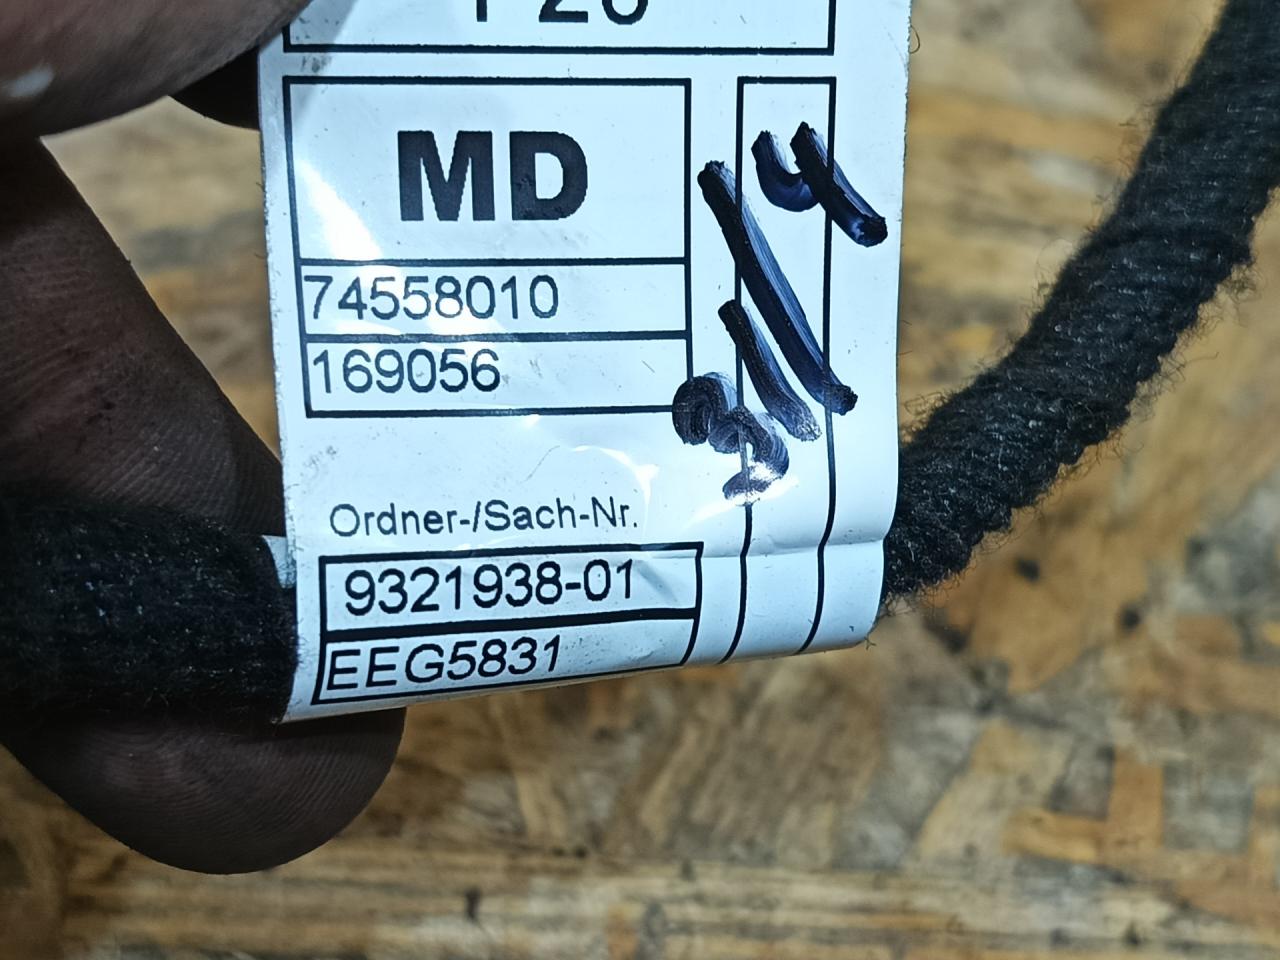 MD
74558010
169056
Ordner-/Sach-Nr.
9321938-01
EEG5831